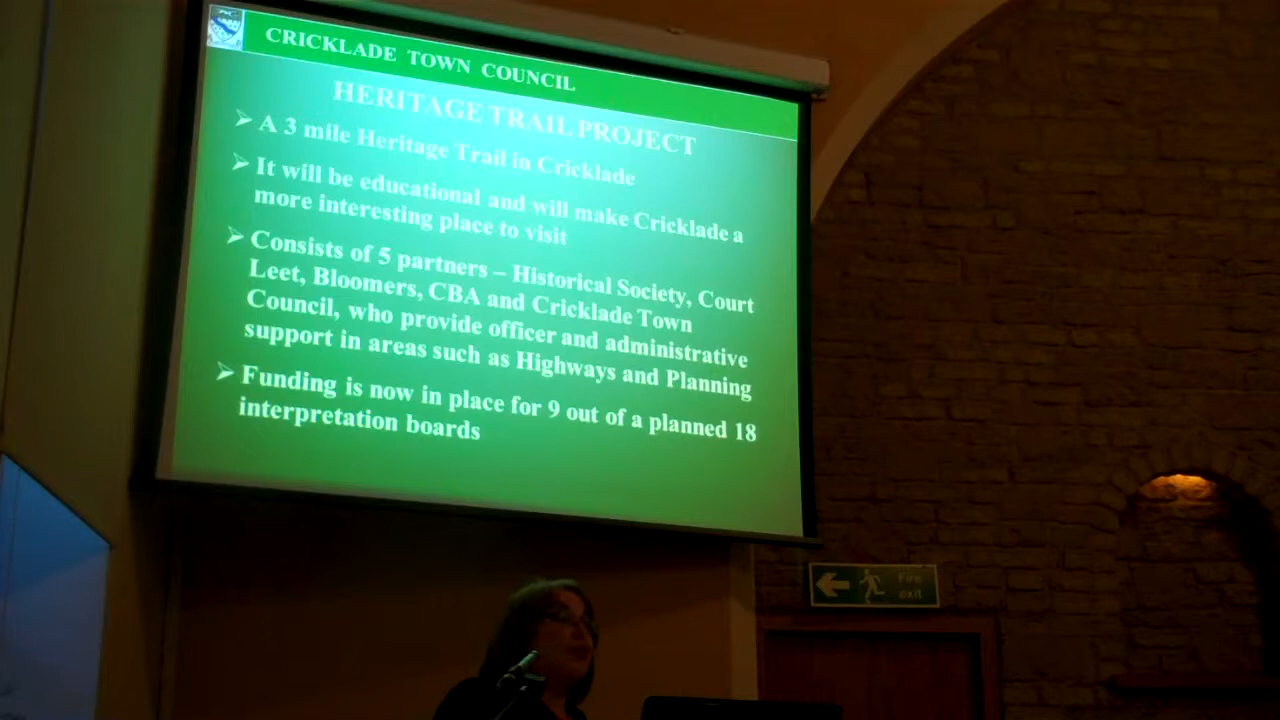 CRICKLADE TOWN COUNCIL
HERITAGE TRAIL PROJECT
➢ A 3 mile Heritage Trail in Cricklade
➢ It will be educational and will make Cricklade a
more interesting place to visit
➢ Consists of 5 partners – Historical Society, Court
Leet, Bloomers, CBA and Cricklade Town
Council, who provide officer and administrative
support in areas such as Highways and Planning
➢ Funding is now in place for 9 out of a planned 18
interpretation boards
Fire
exit